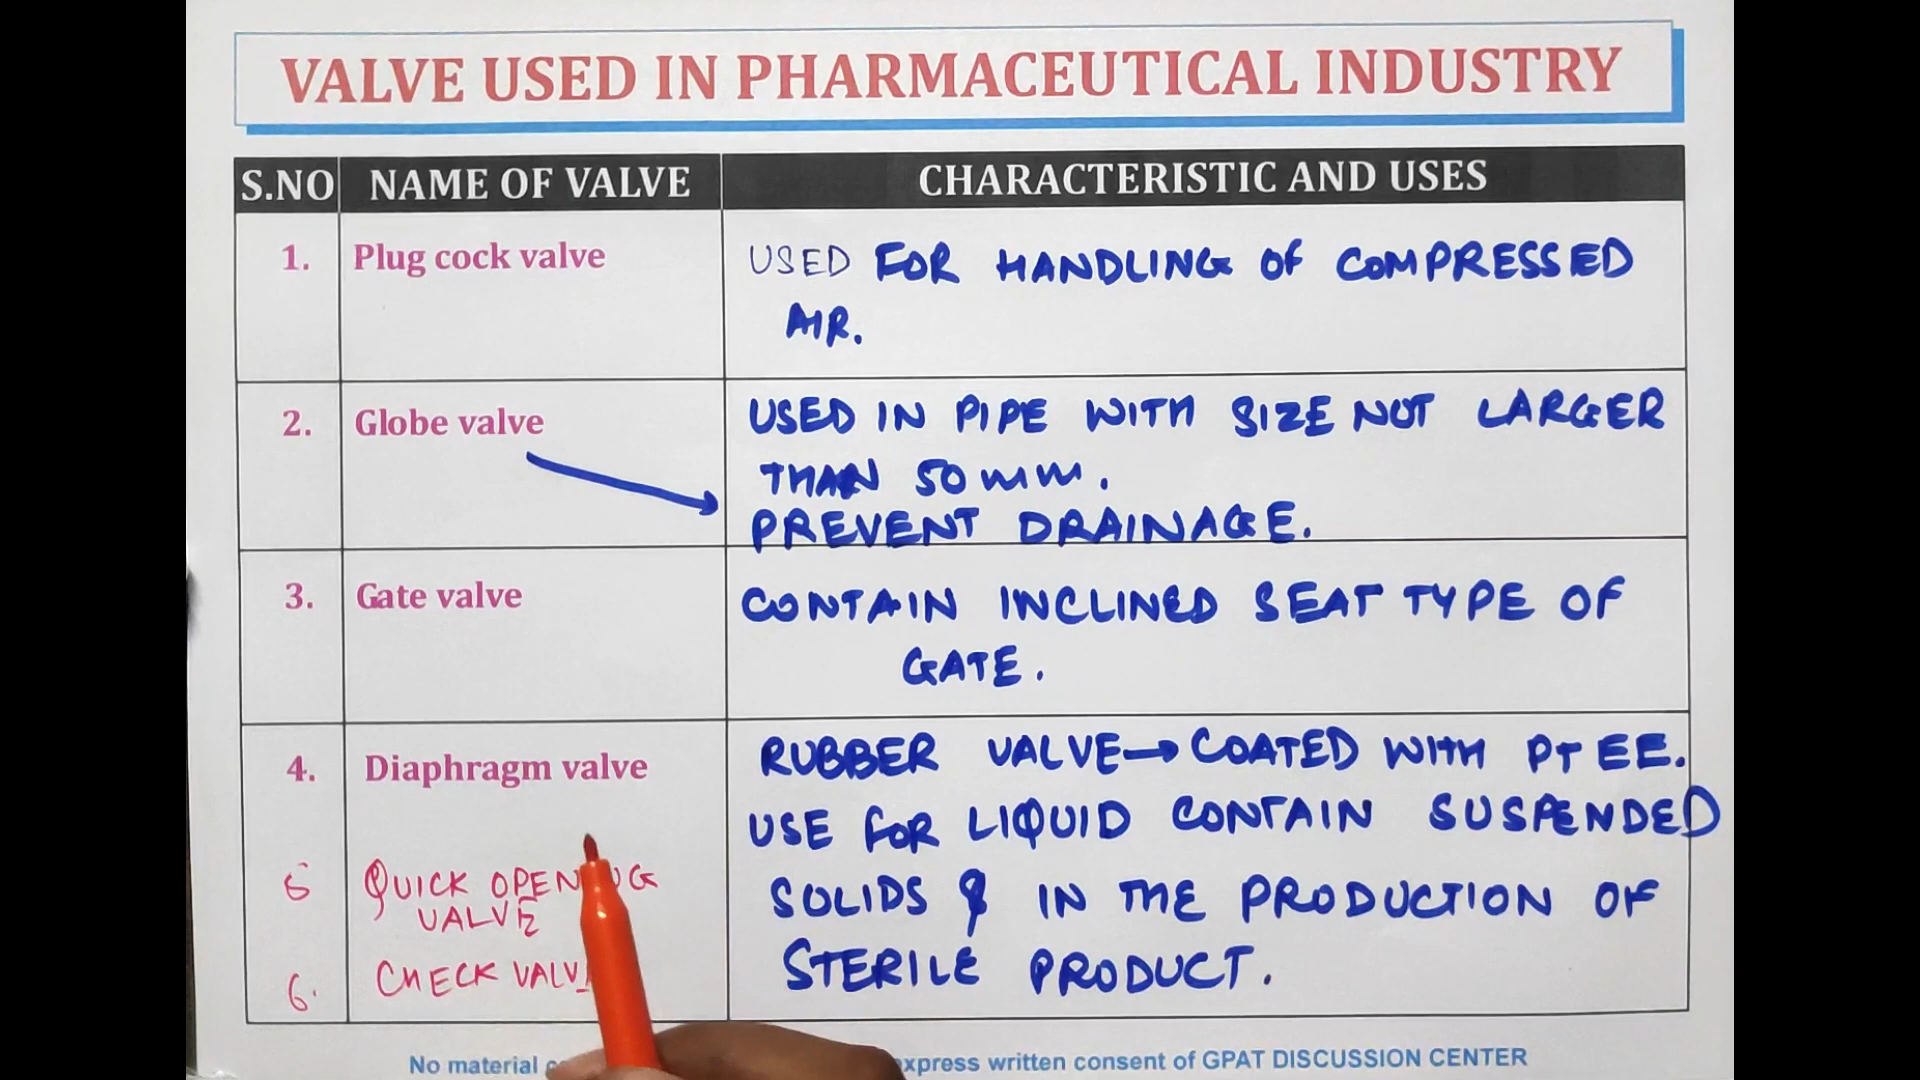 VALVE USED IN PHARMACEUTICAL INDUSTRY
S.NO NAME OF VALVE CHARACTERISTIC AND USES
1. Plug cock valve USED FOR HANDLING OF COMPRESSED
AIR.
2. Globe valve USED IN PIPE WITH SIZE NOT LARGER
THAN 50 mm.
PREVENT DRAINAGE.
3. Gate valve CONTAIN INCLINED SEAT TYPE OF
GATE.
4. Diaphragm valve RUBBER VALVE → COATED WITH PTEE.
USE FOR LIQUID CONTAIN SUSPENDED
5 QUICK SOLIDS & IN THE PRODUCTION OF
VALVE
6. CHECK STERILE PRODUCT.
No material express written consent of GPAT DISCUSSION CENTER